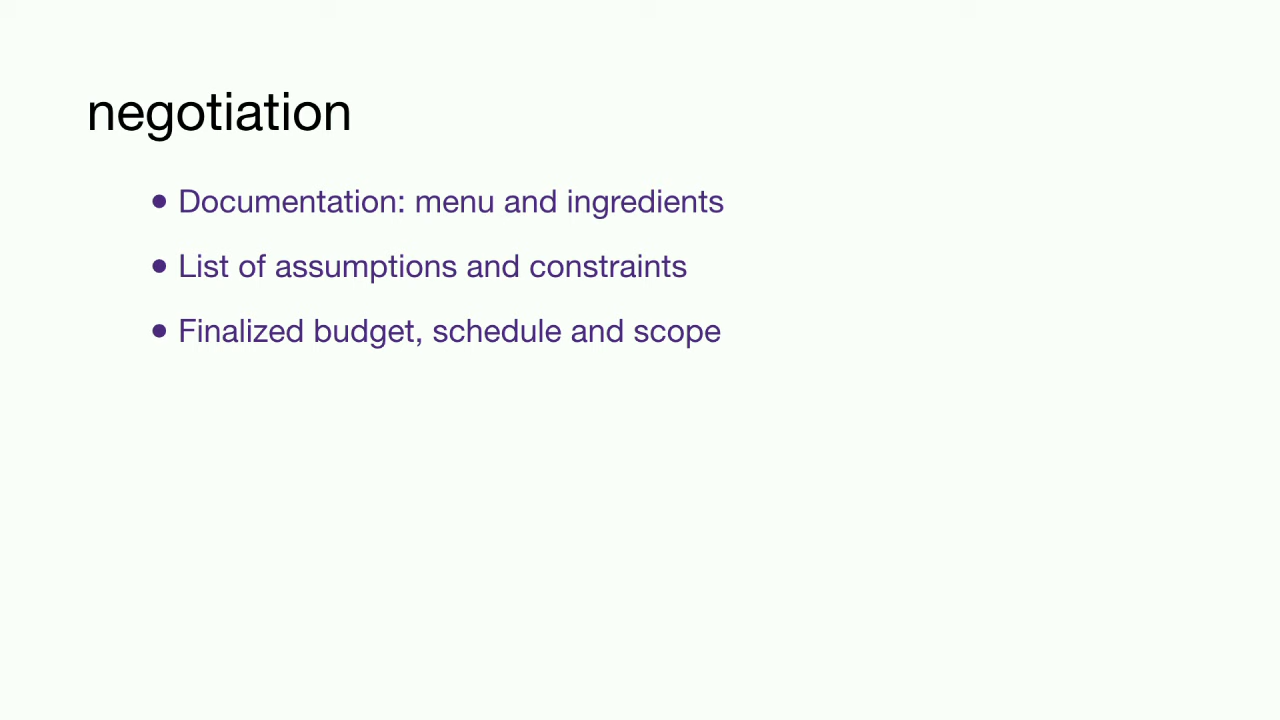 negotiation
• Documentation: menu and ingredients
• List of assumptions and constraints
• Finalized budget, schedule and scope